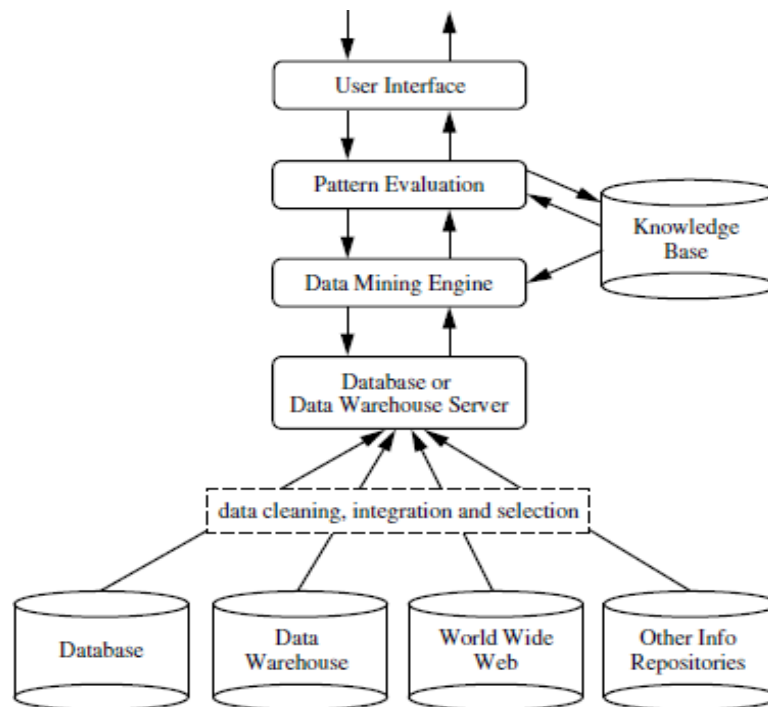 User Interface
Pattern Evaluation
Knowledge
Base
Data Mining Engine
Database or
Data Warehouse Server
data cleaning, integration and selection
Database
Data
Warehouse
World Wide
Web
Other Info
Repositories